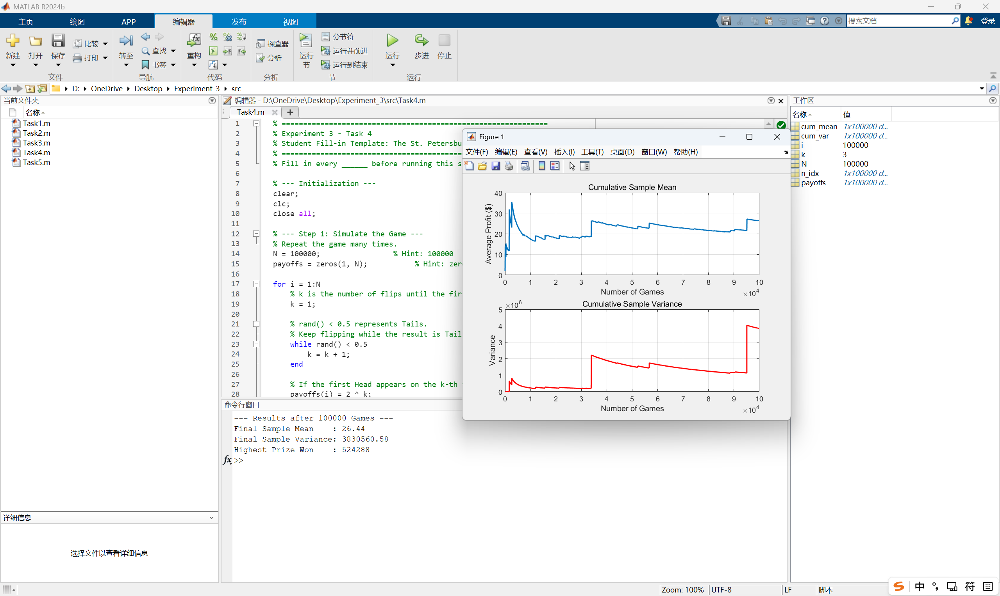 MATLAB R2024b
主页 绘图 APP 编辑器 发布 视图
搜索文档 登录
新建 打开 保存 比较 打印
转至 查找 书签
重构
探查器 分析
运行节 分节符 运行并前进 运行到结束
运行 步进 停止
文件 导航 代码 分析 节 运行
D: OneDrive Desktop Experiment_3 src
当前文件夹
名称
Task1.m
Task2.m
Task3.m
Task4.m
Task5.m
详细信息
选择文件以查看详细信息
编辑器 - D:\OneDrive\Desktop\Experiment_3\src\Task4.m
Task4.m
1 % ==============================================================
2 % Experiment 3 - Task 4
3 % Student Fill-in Template: The St. Petersbu
4 % ==========================================
5 % Fill in every ______ before running this s
6
7 % --- Initialization ---
8 clear;
9 clc;
10 close all;
11
12 % --- Step 1: Simulate the Game ---
13 % Repeat the game many times.
14 N = 100000; % Hint: 100000
15 payoffs = zeros(1, N); % Hint: zer
16
17 for i = 1:N
18 % k is the number of flips until the fir
19 k = 1;
20
21 % rand() < 0.5 represents Tails.
22 % Keep flipping while the result is Tail
23 while rand() < 0.5
24 k = k + 1;
25 end
26
27 % If the first Head appears on the k-th
28 payoffs(i) = 2 ^ k;
命令行窗口
--- Results after 100000 Games ---
Final Sample Mean : 26.44
Final Sample Variance: 3830560.58
Highest Prize Won : 524288
fx >>
Figure 1
文件(F) 编辑(E) 查看(V) 插入(I) 工具(T) 桌面(D) 窗口(W) 帮助(H)
Cumulative Sample Mean
Average Profit ($)
40
30
20
10
0
0 1 2 3 4 5 6 7 8 9 10
Number of Games
×10⁴
Cumulative Sample Variance
×10⁶
Variance
5
4
3
2
1
0
0 1 2 3 4 5 6 7 8 9 10
Number of Games
×10⁴
工作区
名称 值
cum_mean 1x100000 d...
cum_var 1x100000 d...
i 100000
k 3
N 100000
n_idx 1x100000 d...
payoffs 1x100000 d...
Zoom: 100% UTF-8 LF 脚本
中 符